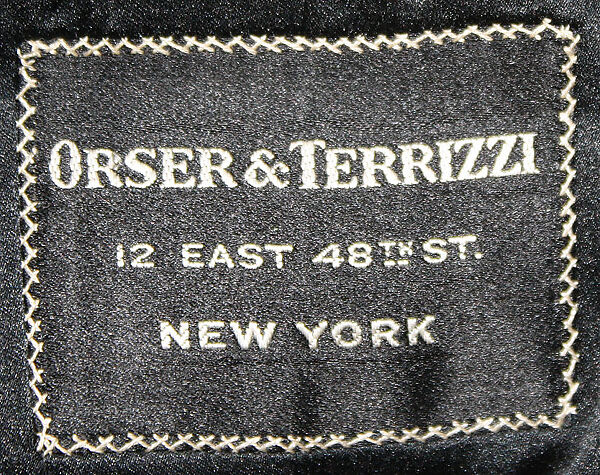 ORSER & TERRIZZI
12 EAST 48TH ST.
NEW YORK